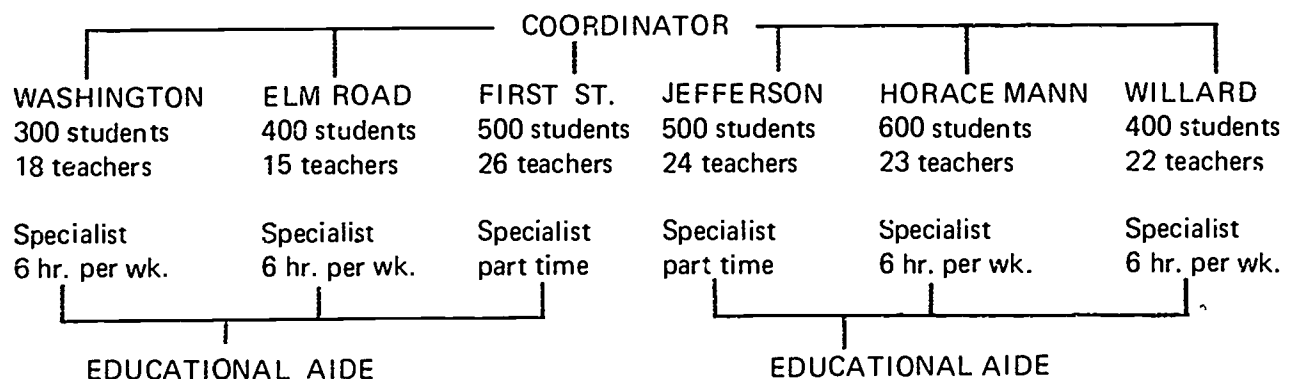 COORDINATOR
WASHINGTON ELM ROAD FIRST ST. JEFFERSON HORACE MANN WILLARD
300 students 400 students 500 students 500 students 600 students 400 students
18 teachers 15 teachers 26 teachers 24 teachers 23 teachers 22 teachers
Specialist Specialist Specialist Specialist Specialist Specialist
6 hr. per wk. 6 hr. per wk. part time part time 6 hr. per wk. 6 hr. per wk.
EDUCATIONAL AIDE EDUCATIONAL AIDE